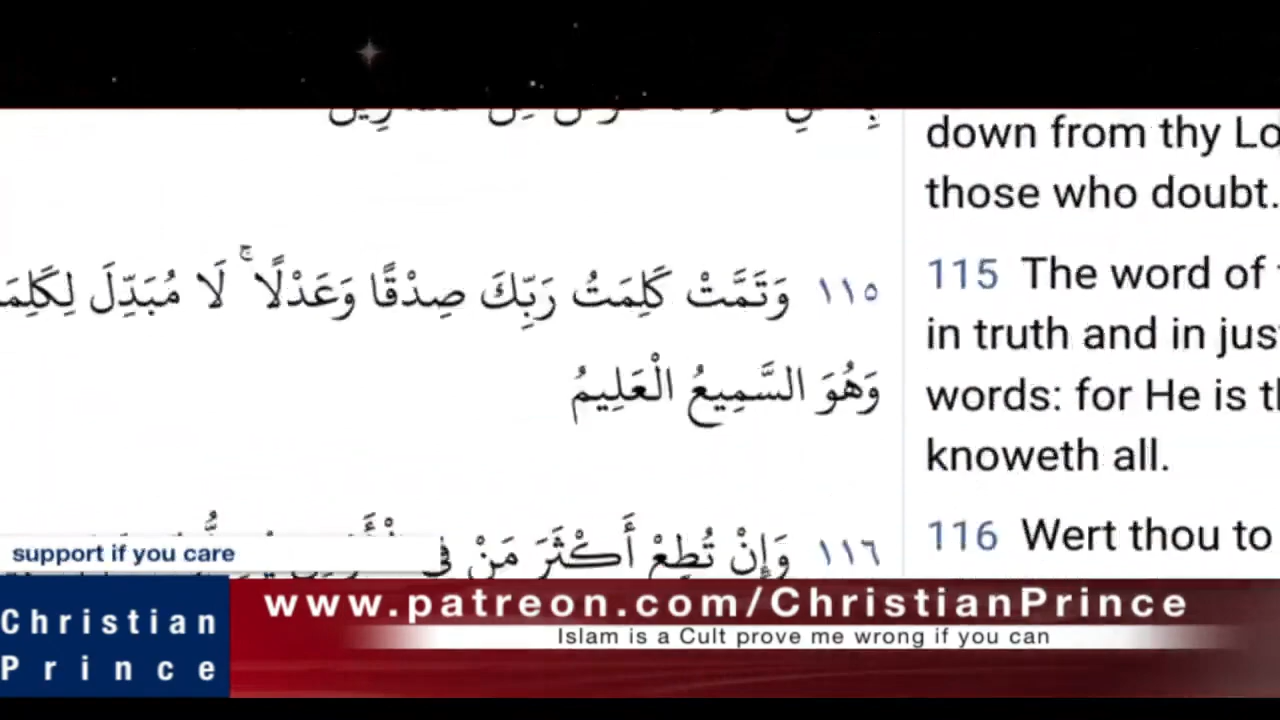 down from thy Lo
those who doubt.
١١٥ وَتَمَّتْ كَلِمَتُ رَبِّكَ صِدْقًا وَعَدْلًا ۚ لَا مُبَدِّلَ لِكَلِمَ
وَهُوَ السَّمِيعُ الْعَلِيمُ
115 The word of
in truth and in jus
words: for He is th
knoweth all.
١١٦ وَإِنْ تُطِعْ أَكْثَرَ مَنْ فِي
116 Wert thou to
support if you care
Christian
Prince
www.patreon.com/ChristianPrince
Islam is a Cult prove me wrong if you can